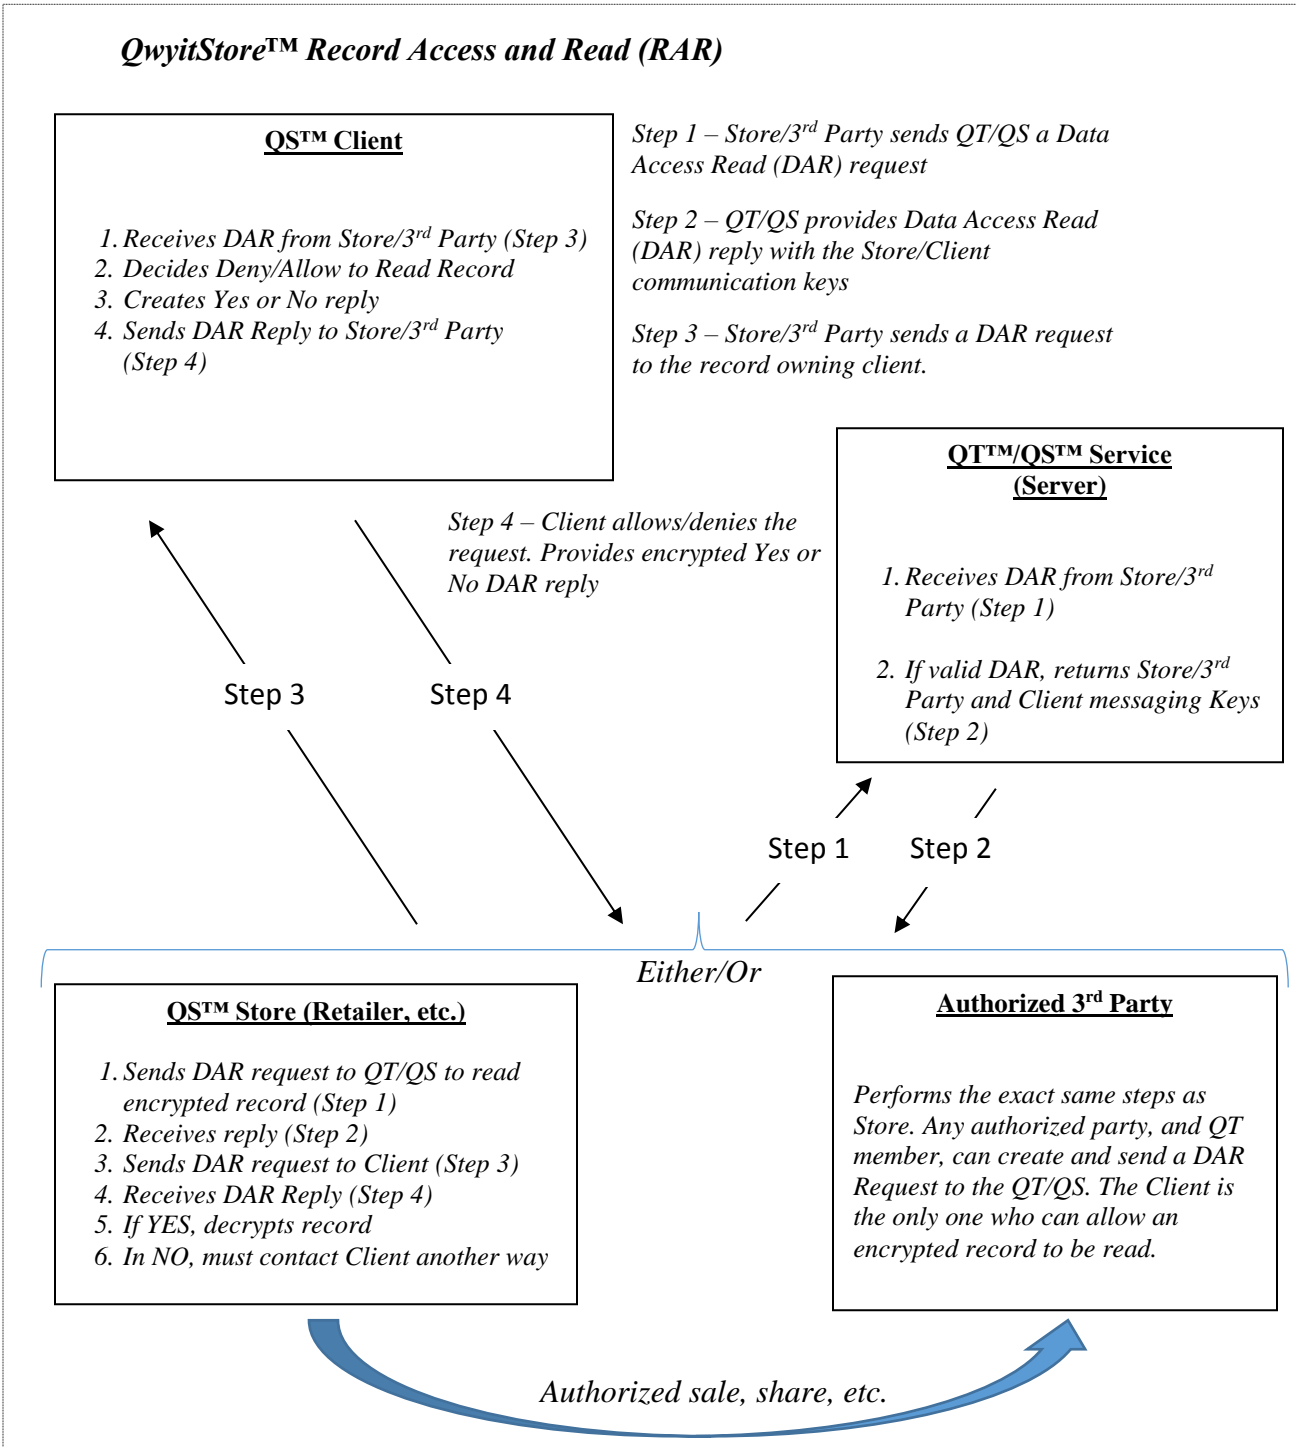 QwyitStore™ Record Access and Read (RAR)
QS™ Client
1. Receives DAR from Store/3rd Party (Step 3)
2. Decides Deny/Allow to Read Record
3. Creates Yes or No reply
4. Sends DAR Reply to Store/3rd Party
(Step 4)
Step 1 – Store/3rd Party sends QT/QS a Data
Access Read (DAR) request
Step 2 – QT/QS provides Data Access Read
(DAR) reply with the Store/Client
communication keys
Step 3 – Store/3rd Party sends a DAR request
to the record owning client.
QT™/QS™ Service
(Server)
1. Receives DAR from Store/3rd
Party (Step 1)
2. If valid DAR, returns Store/3rd
Party and Client messaging Keys
(Step 2)
Step 4 – Client allows/denies the
request. Provides encrypted Yes or
No DAR reply
Step 3
Step 4
Step 1
Step 2
Either/Or
QS™ Store (Retailer, etc.)
1. Sends DAR request to QT/QS to read
encrypted record (Step 1)
2. Receives reply (Step 2)
3. Sends DAR request to Client (Step 3)
4. Receives DAR Reply (Step 4)
5. If YES, decrypts record
6. In NO, must contact Client another way
Authorized 3rd Party
Performs the exact same steps as
Store. Any authorized party, and QT
member, can create and send a DAR
Request to the QT/QS. The Client is
the only one who can allow an
encrypted record to be read.
Authorized sale, share, etc.